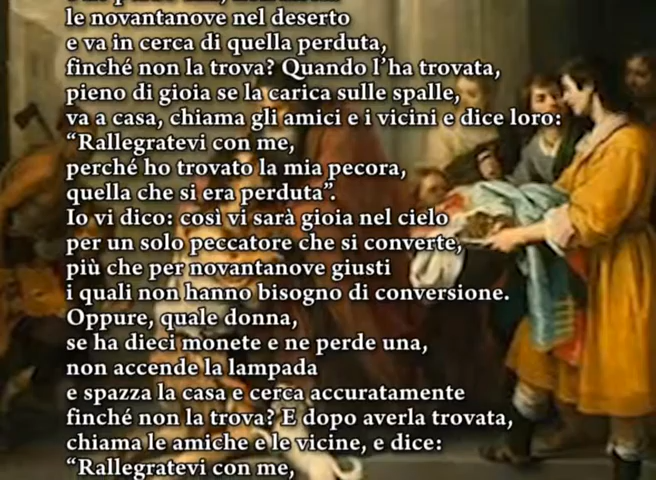 le novantanove nel deserto
e va in cerca di quella perduta,
finché non la trova? Quando l'ha trovata,
pieno di gioia se la carica sulle spalle,
va a casa, chiama gli amici e i vicini e dice loro:
“Rallegratevi con me,
perché ho trovato la mia pecora,
quella che si era perduta”.
Io vi dico: così vi sarà gioia nel cielo
per un solo peccatore che si converte,
più che per novantanove giusti
i quali non hanno bisogno di conversione.
Oppure, quale donna,
se ha dieci monete e ne perde una,
non accende la lampada
e spazza la casa e cerca accuratamente
finché non la trova? E dopo averla trovata,
chiama le amiche e le vicine, e dice:
“Rallegratevi con me,